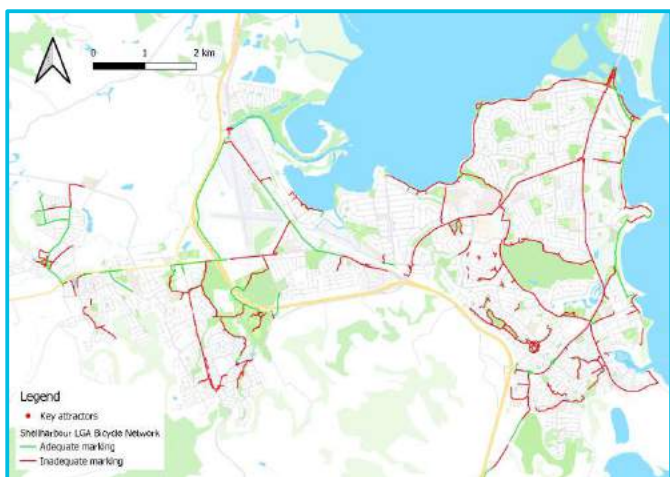 0 1 2 km
Legend
Key attractors
Shellharbour LGA Bicycle Network
Adequate marking
Inadequate marking